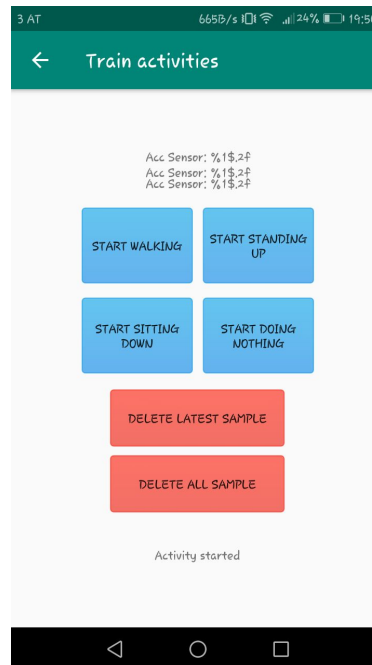 3 AT 665B/s 24% 19:50
Train activities
Acc Sensor: %1$.2f
Acc Sensor: %1$.2f
Acc Sensor: %1$.2f
START WALKING
START STANDING
UP
START SITTING
DOWN
START DOING
NOTHING
DELETE LATEST SAMPLE
DELETE ALL SAMPLE
Activity started